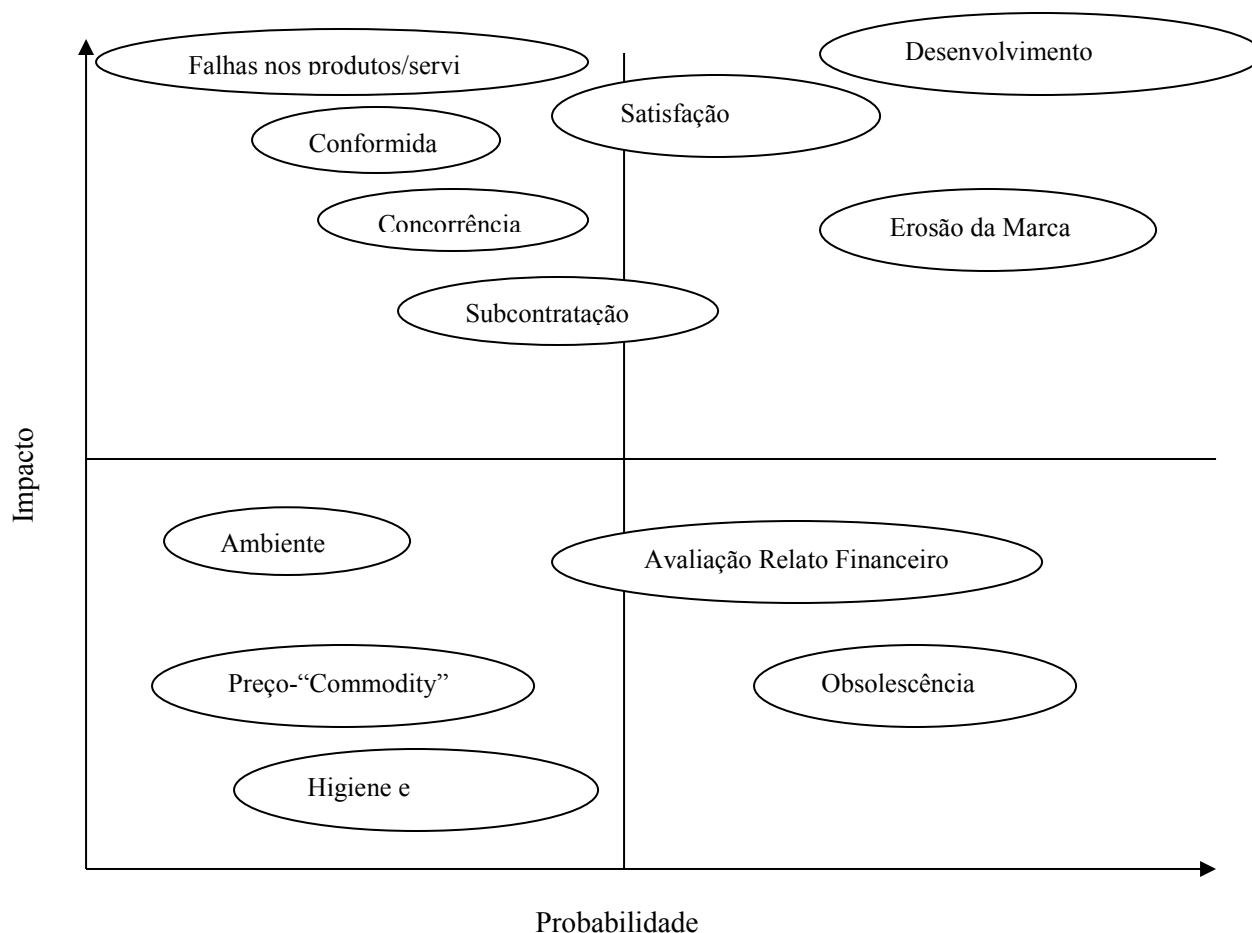 Desenvolvimento
Falhas nos produtos/servi
Satisfação
Conformida
Concorrência
Erosão da Marca
Subcontratação
Impacto
Ambiente
Avaliação Relato Financeiro
Preço-“Commodity”
Obsolescência
Higiene e
Probabilidade